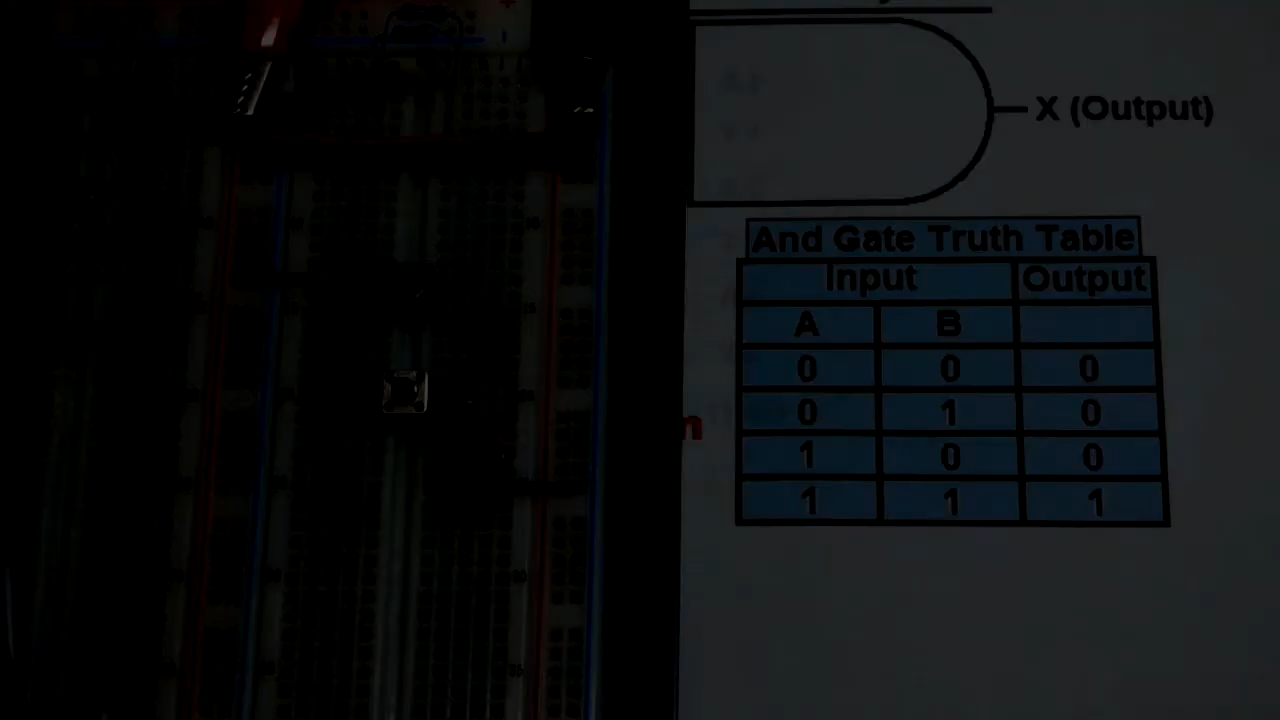 X (Output)
And Gate Truth Table
Input Output
A B
0 0 0
0 1 0
1 0 0
1 1 1
n